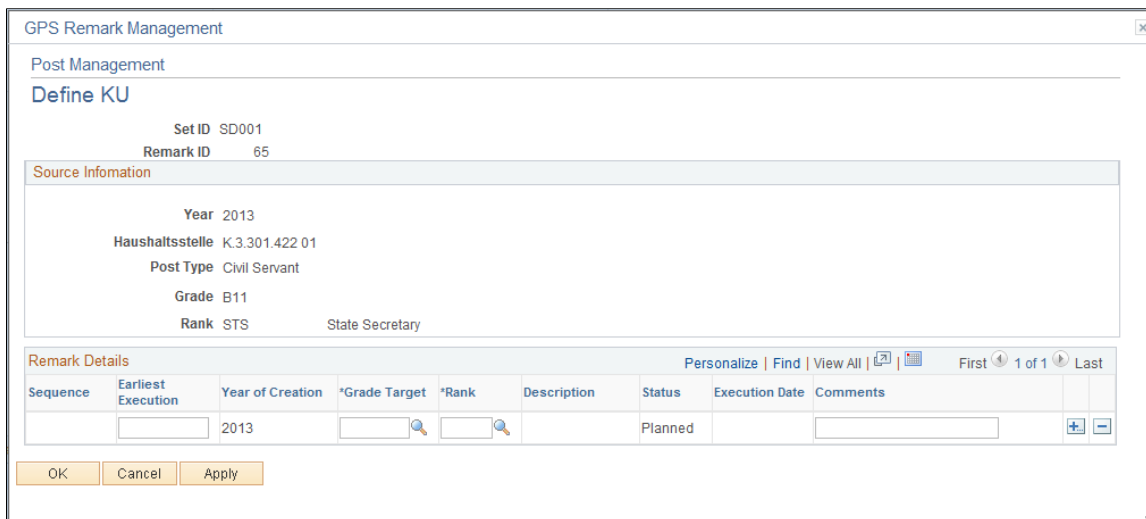 GPS Remark Management
Post Management
Define KU
Set ID SD001
Remark ID 65
Source Infomation
Year 2013
Haushaltsstelle K.3.301.422 01
Post Type Civil Servant
Grade B11
Rank STS State Secretary
Remark Details Personalize | Find | View All | | First 1 of 1 Last
Sequence Earliest Execution Year of Creation *Grade Target *Rank Description Status Execution Date Comments
2013 Planned
OK Cancel Apply